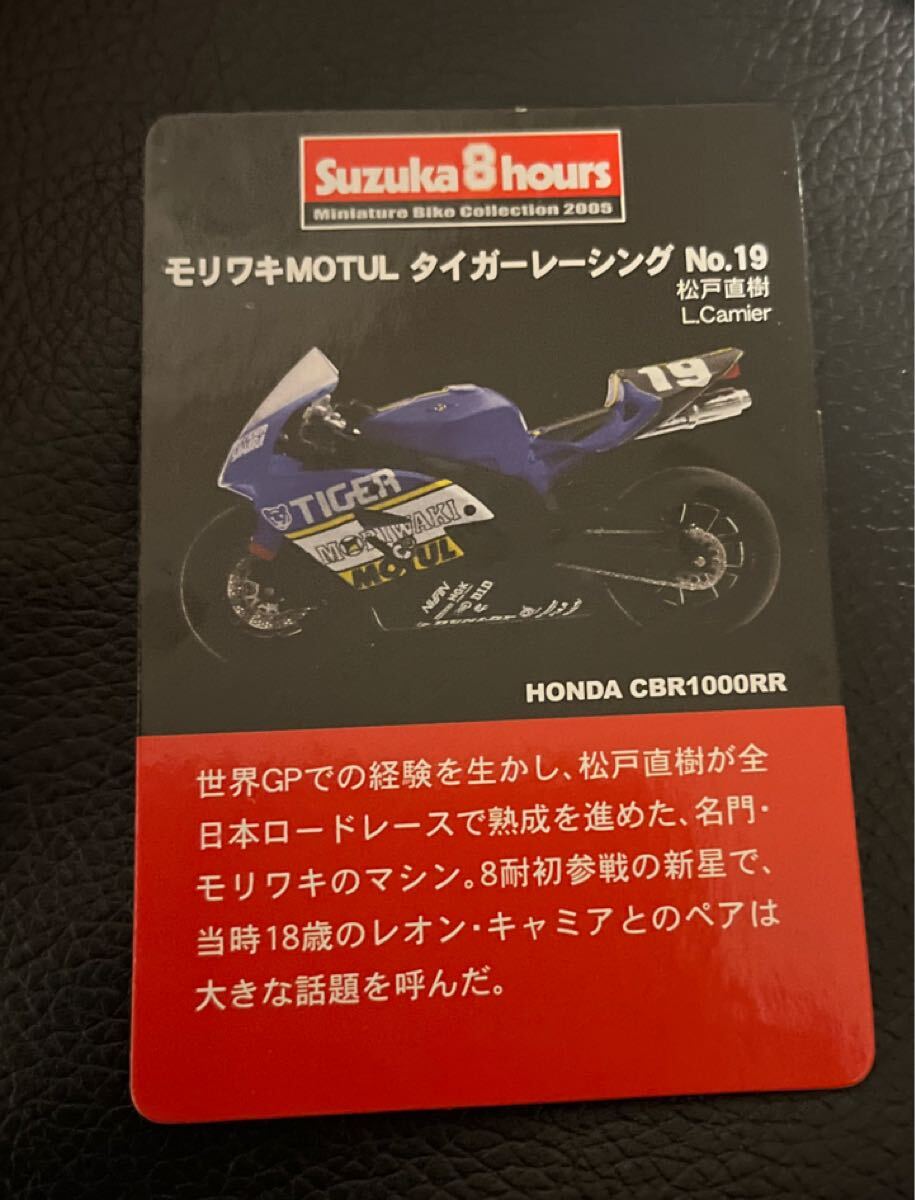 Suzuka 8 hours
Miniature Bike Collection 2005
モリワキMOTUL タイガーレーシング No.19
松戸直樹
L.Camier
19
TIGER
MORIWAKI
MOTUL
NGK
DID
DUNLOP
HONDA CBR1000RR
世界GPでの経験を生かし、松戸直樹が全
日本ロードレースで熟成を進めた、名門・
モリワキのマシン。8耐初参戦の新星で、
当時18歳のレオン・キャミアとのペアは
大きな話題を呼んだ。